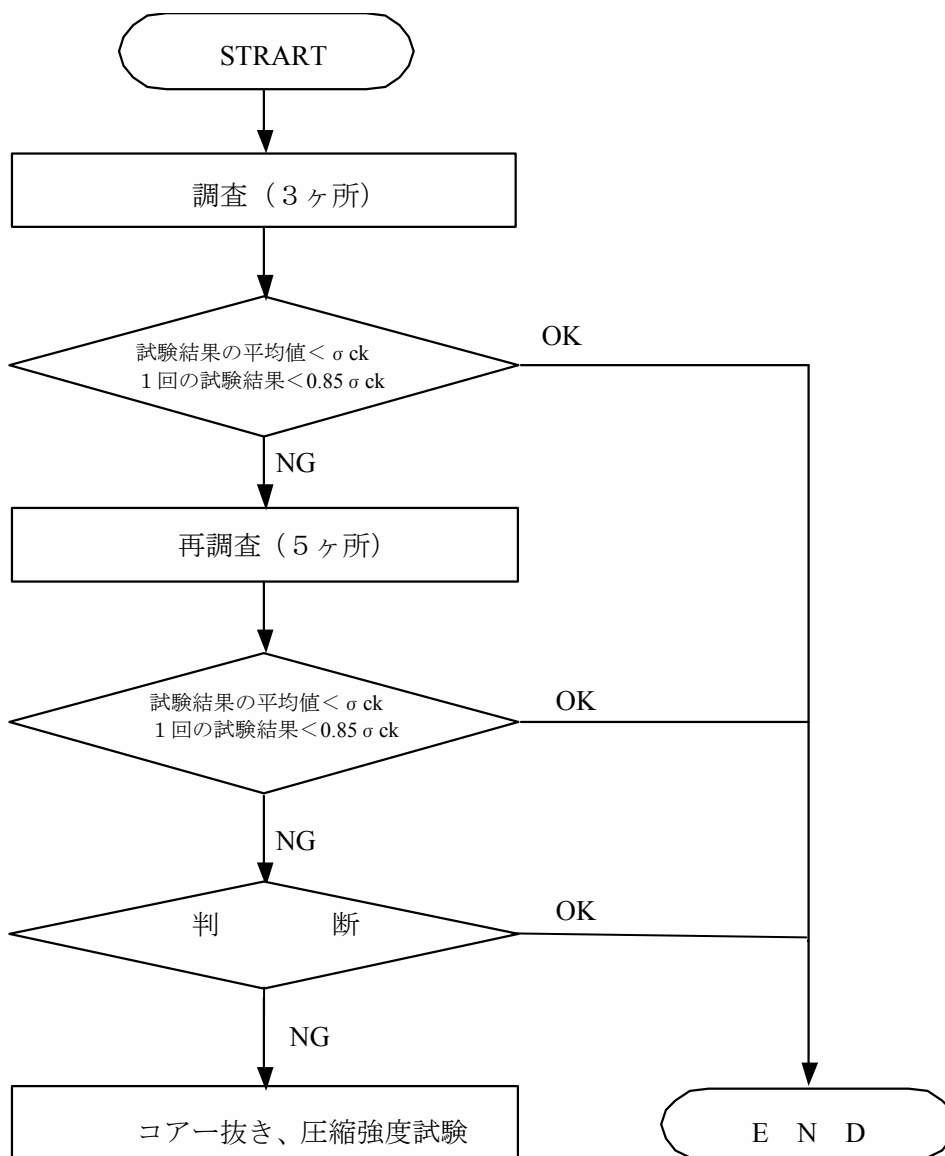 STRART
調査（３ヶ所）
試験結果の平均値＜σck
１回の試験結果＜0.85σck
OK
NG
再調査（５ヶ所）
試験結果の平均値＜σck
１回の試験結果＜0.85σck
OK
NG
判　　　断
OK
NG
コアー抜き、圧縮強度試験
E N D